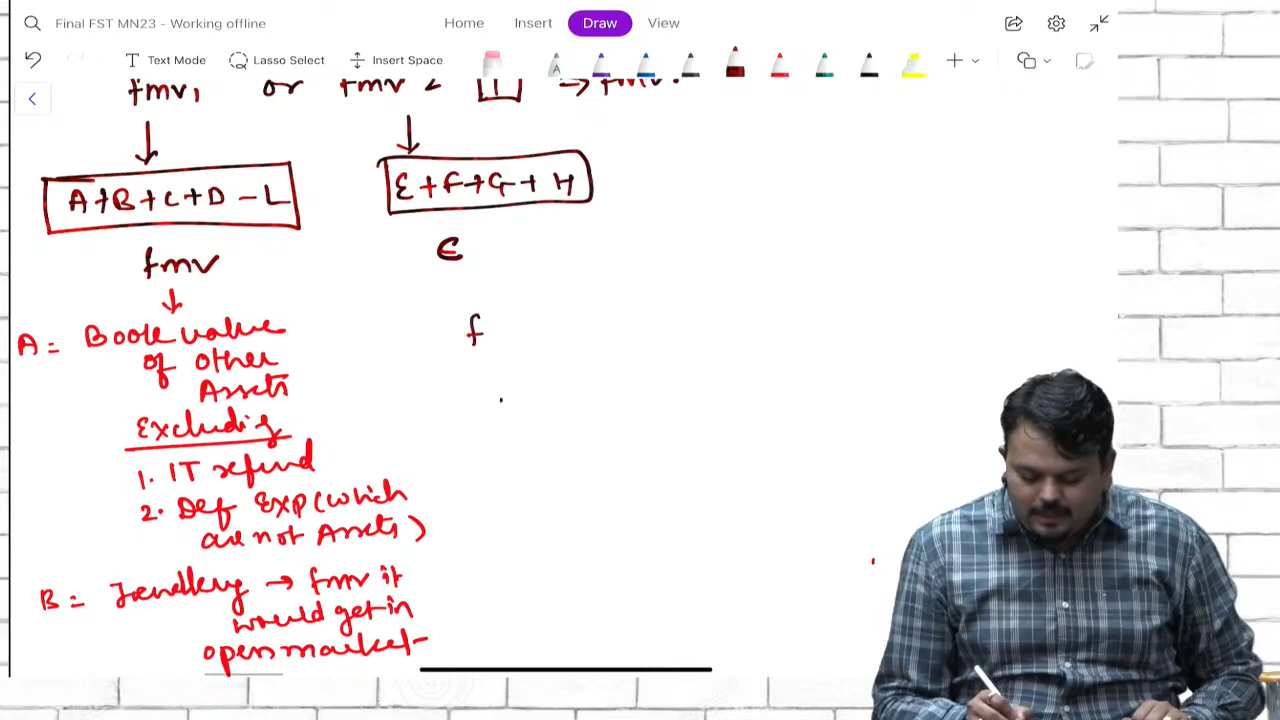 Final FST MN23 - Working offline
Home Insert Draw View
Text Mode Lasso Select Insert Space
fmv1 or fmv2
A+B+C+D-L
E+F+G+H
fmv
E
f
A = Book value
of other
Assets
Excluding
1. IT refund
2. Def Exp (which
are not Assets)
B = Jewellery → fmv it
would get in
open market